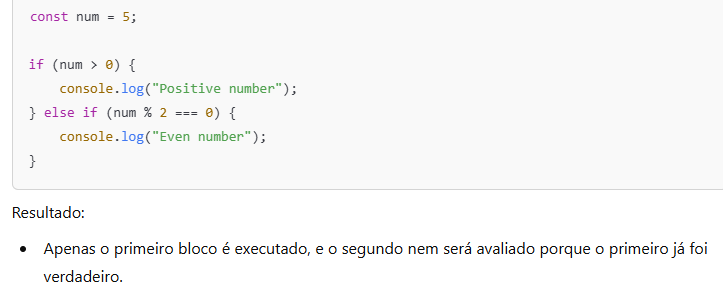 const num = 5;
if (num > 0) {
console.log("Positive number");
} else if (num % 2 === 0) {
console.log("Even number");
}
Resultado:
• Apenas o primeiro bloco é executado, e o segundo nem será avaliado porque o primeiro já foi
verdadeiro.